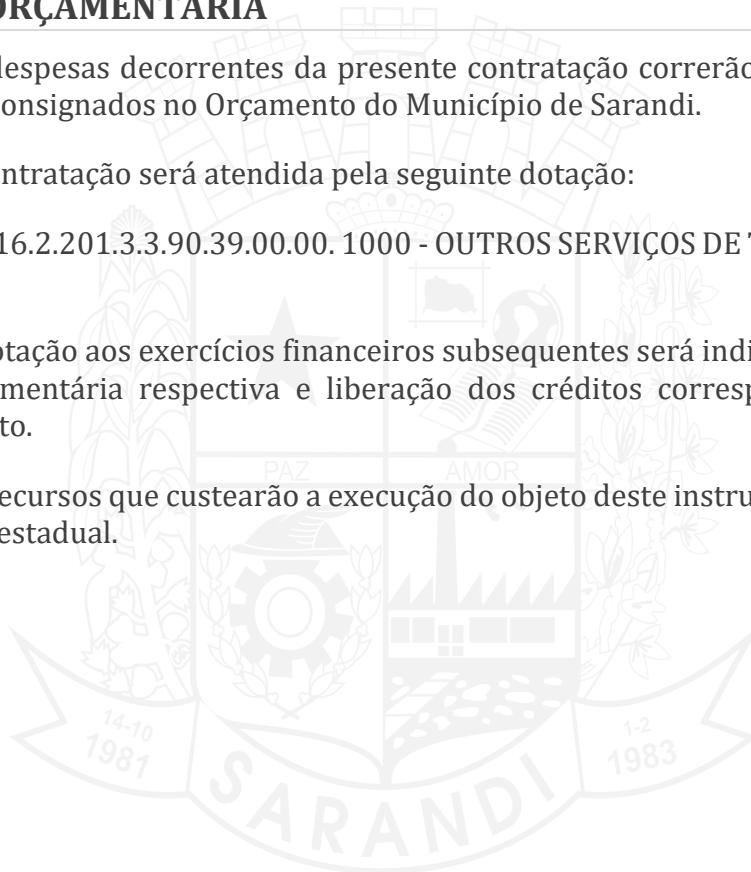 ORÇAMENTÁRIA
despesas decorrentes da presente contratação correrão
consignados no Orçamento do Município de Sarandi.
ntratação será atendida pela seguinte dotação:
16.2.201.3.3.90.39.00.00. 1000 - OUTROS SERVIÇOS DE
otação aos exercícios financeiros subsequentes será indi
mentária respectiva e liberação dos créditos corresp
to.
recursos que custearão a execução do objeto deste instru
estadual.
PAZ AMOR
14-10
1981
1-2
1983
SARANDI